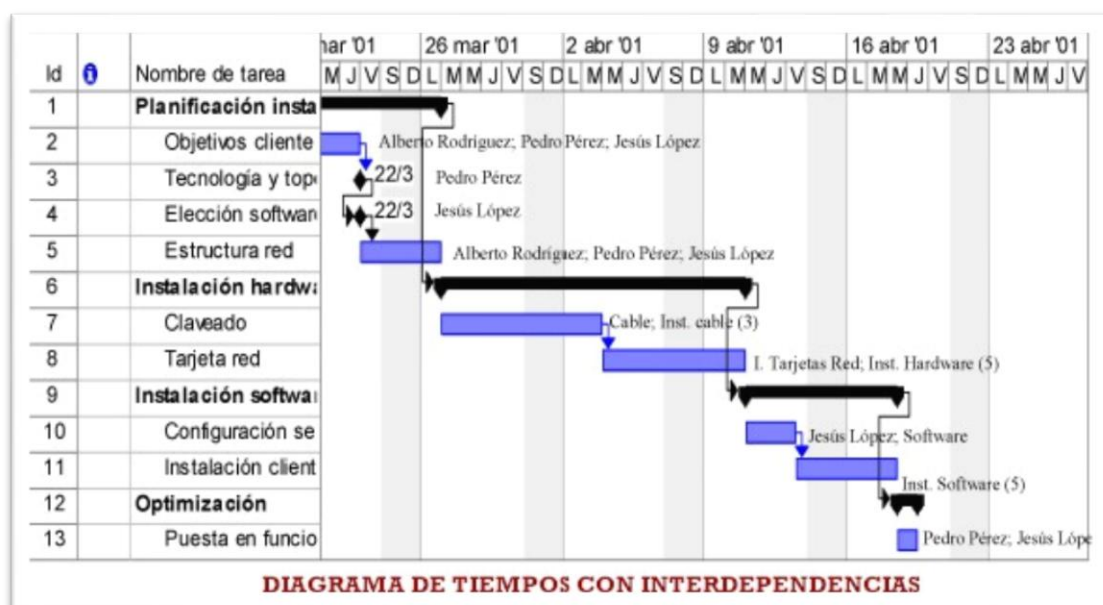 nar '01 26 mar '01 2 abr '01 9 abr '01 16 abr '01 23 abr '01
Id Nombre de tarea M J V S D L M M J V S D L M M J V S D L M M J V S D L M M J V S D L M M J V
1 Planificación insta
2 Objetivos cliente Alberto Rodríguez; Pedro Pérez; Jesús López
3 Tecnología y topo 22/3 Pedro Pérez
4 Elección softwar 22/3 Jesús López
5 Estructura red Alberto Rodríguez; Pedro Pérez; Jesús López
6 Instalación hardwa
7 Claveado Cable; Inst. cable (3)
8 Tarjeta red I. Tarjetas Red; Inst. Hardware (5)
9 Instalación softwar
10 Configuración se Jesús López; Software
11 Instalación client Inst. Software (5)
12 Optimización
13 Puesta en funcio Pedro Pérez; Jesús Lópe
DIAGRAMA DE TIEMPOS CON INTERDEPENDENCIAS